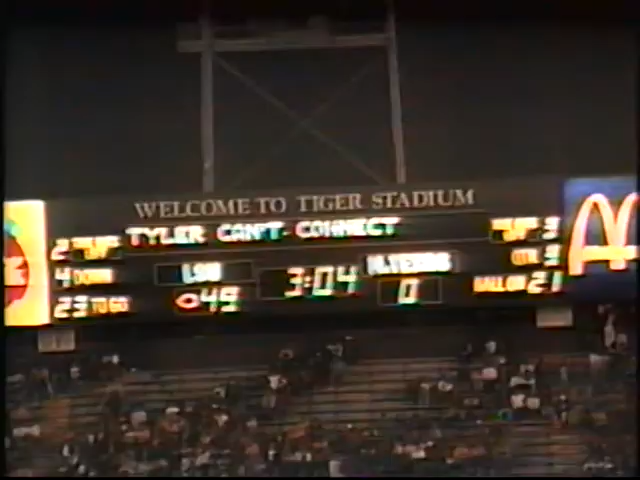 WELCOME TO TIGER STADIUM
TYLER CAN'T CONNECT
2
3
4 DOWN
LSU
3:04
N.TEXAS
QTR
23 TO GO
49
0
BALL ON 21